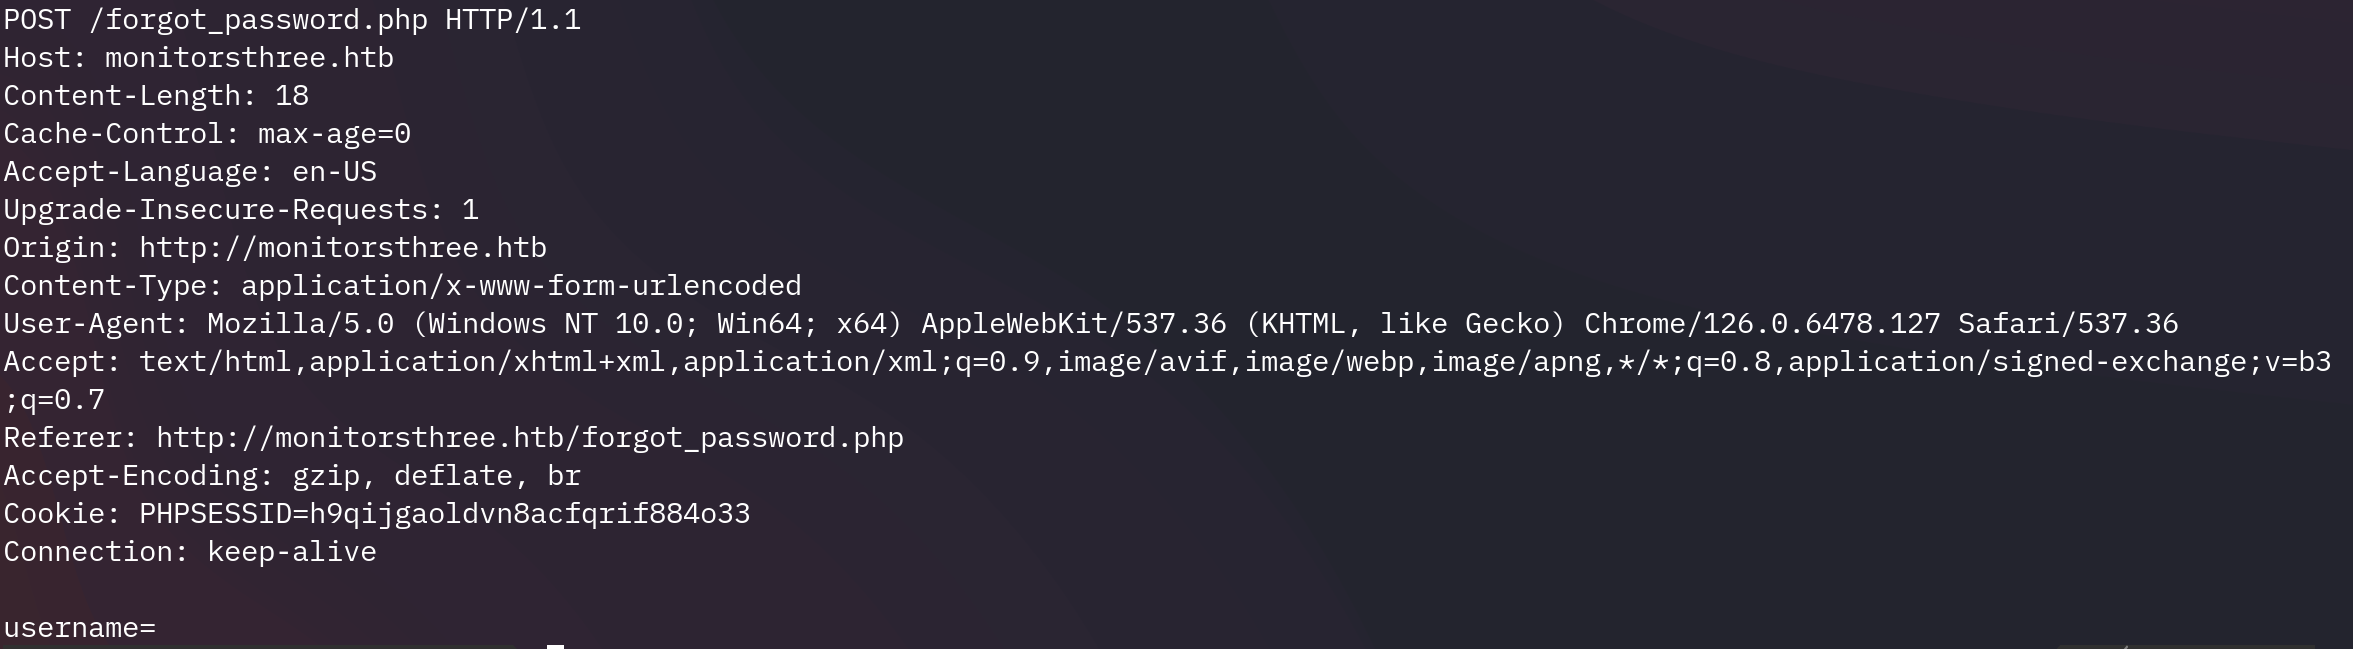 POST /forgot_password.php HTTP/1.1
Host: monitorsthree.htb
Content-Length: 18
Cache-Control: max-age=0
Accept-Language: en-US
Upgrade-Insecure-Requests: 1
Origin: http://monitorsthree.htb
Content-Type: application/x-www-form-urlencoded
User-Agent: Mozilla/5.0 (Windows NT 10.0; Win64; x64) AppleWebKit/537.36 (KHTML, like Gecko) Chrome/126.0.6478.127 Safari/537.36
Accept: text/html,application/xhtml+xml,application/xml;q=0.9,image/avif,image/webp,image/apng,*/*;q=0.8,application/signed-exchange;v=b3
;q=0.7
Referer: http://monitorsthree.htb/forgot_password.php
Accept-Encoding: gzip, deflate, br
Cookie: PHPSESSID=h9qijgaoldvn8acfqrif884o33
Connection: keep-alive

username=